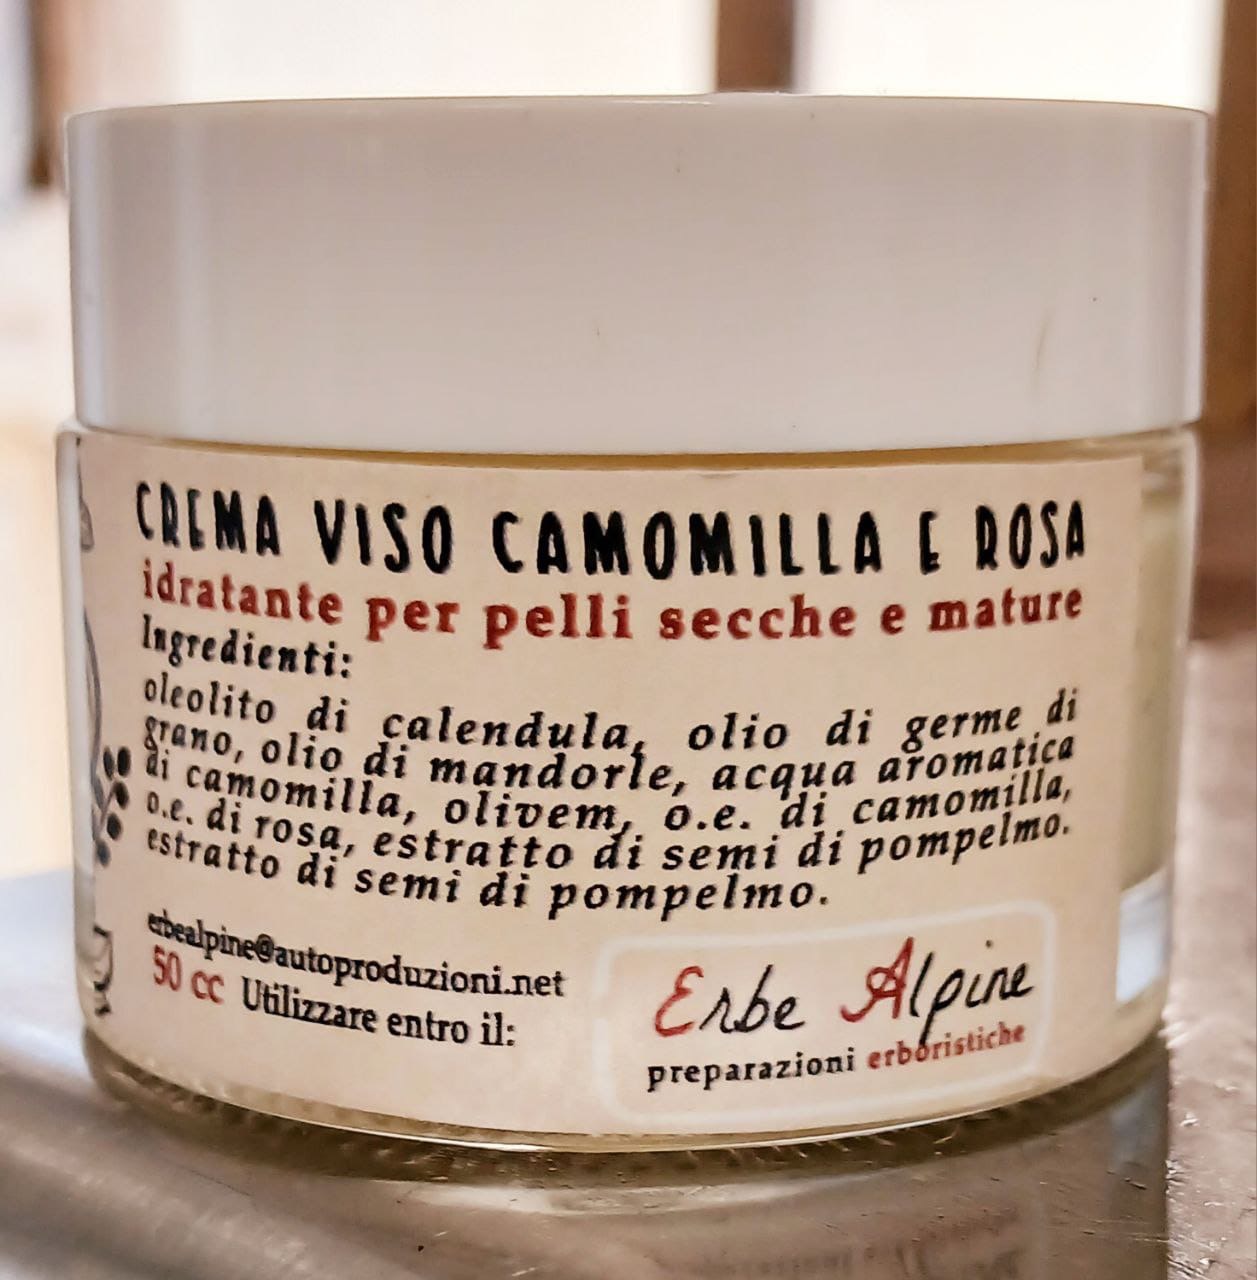 CREMA VISO CAMOMILLA E ROSA
idratante per pelli secche e mature
Ingredienti:
oleolito di calendula, olio di germe di
grano, olio di mandorle, acqua aromatica
di camomilla, olivem, o.e. di camomilla,
o.e. di rosa, estratto di semi di pompelmo.
estratto di semi di pompelmo.
erbealpine@autoproduzioni.net
50 cc Utilizzare entro il:
Erbe Alpine
preparazioni erboristiche